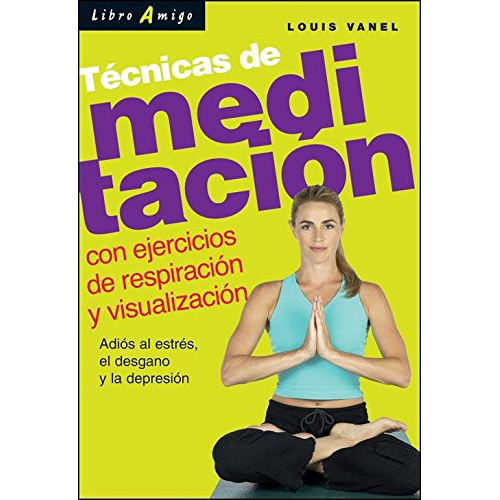 Libro Amigo
LOUIS VANEL
Técnicas de
medi
tación
con ejercicios
de respiración
y visualización
Adiós al estrés,
el desgano
y la depresión